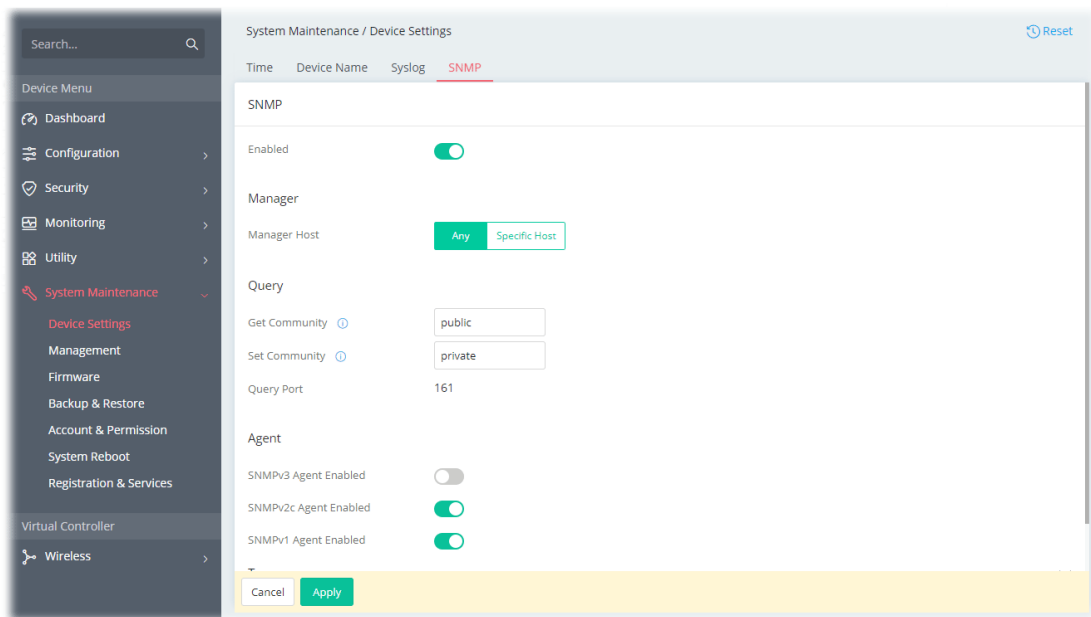 System Maintenance / Device Settings
Reset
Search...
Time Device Name Syslog SNMP
Device Menu
Dashboard
Configuration
Security
Monitoring
Utility
System Maintenance
Device Settings
Management
Firmware
Backup & Restore
Account & Permission
System Reboot
Registration & Services
Virtual Controller
Wireless
SNMP
Enabled
Manager
Manager Host Any Specific Host
Query
Get Community public
Set Community private
Query Port 161
Agent
SNMPv3 Agent Enabled
SNMPv2c Agent Enabled
SNMPv1 Agent Enabled
Cancel Apply